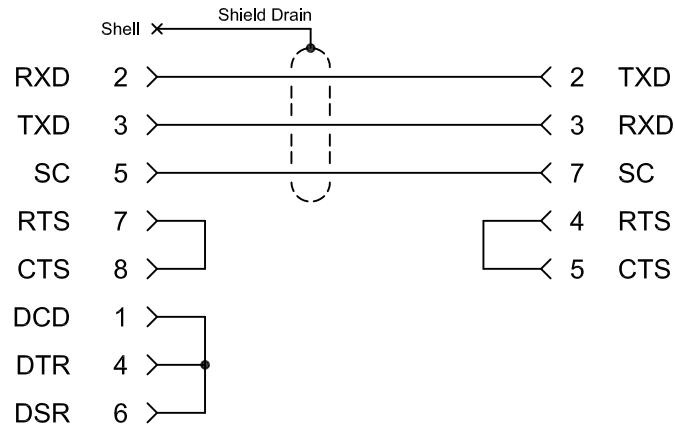 Shield Drain
Shell
RXD 2 2 TXD
TXD 3 3 RXD
SC 5 7 SC
RTS 7 4 RTS
CTS 8 5 CTS
DCD 1
DTR 4
DSR 6